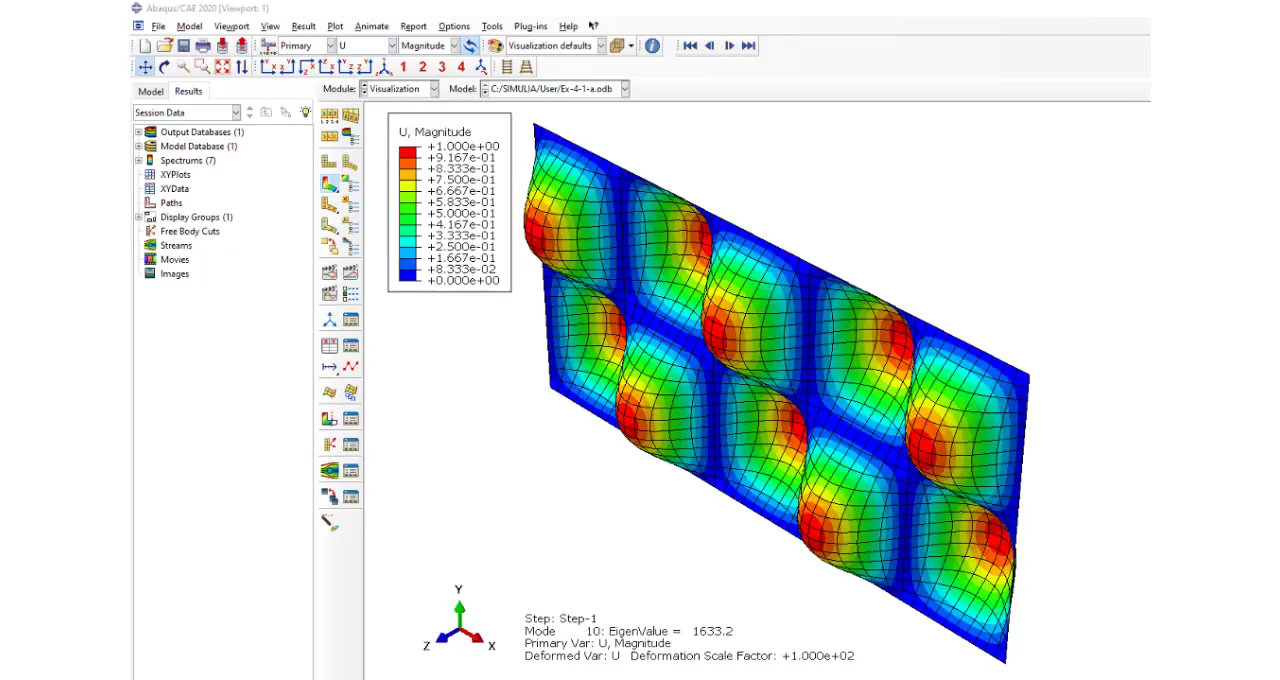 Abaqus/CAE 2020 [Viewport: 1]
File Model Viewport View Result Plot Animate Report Options Tools Plug-ins Help
Primary U Magnitude Visualization defaults
1 2 3 4
Model Results Module: Visualization Model: C:/SIMULIA/User/Ex-4-1-a.odb
Session Data
Output Databases (1)
Model Database (1)
Spectrums (7)
XYPlots
XYData
Paths
Display Groups (1)
Free Body Cuts
Streams
Movies
Images
U, Magnitude
+1.000e+00
+9.167e-01
+8.333e-01
+7.500e-01
+6.667e-01
+5.833e-01
+5.000e-01
+4.167e-01
+3.333e-01
+2.500e-01
+1.667e-01
+8.333e-02
+0.000e+00
Y
Z
X
Step: Step-1
Mode 10: EigenValue = 1633.2
Primary Var: U, Magnitude
Deformed Var: U Deformation Scale Factor: +1.000e+02